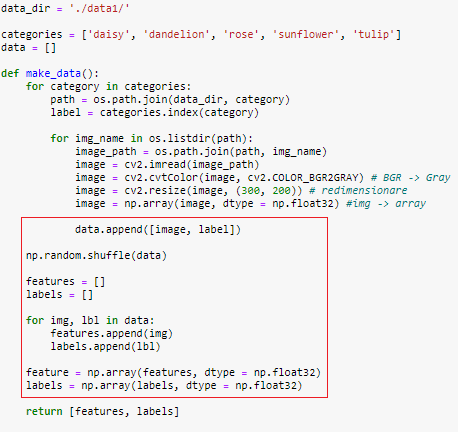 data_dir = './data1/'
categories = ['daisy', 'dandelion', 'rose', 'sunflower', 'tulip']
data = []
def make_data():
for category in categories:
path = os.path.join(data_dir, category)
label = categories.index(category)
for img_name in os.listdir(path):
image_path = os.path.join(path, img_name)
image = cv2.imread(image_path)
image = cv2.cvtColor(image, cv2.COLOR_BGR2GRAY) # BGR -> Gray
image = cv2.resize(image, (300, 200)) # redimensionare
image = np.array(image, dtype = np.float32) #img -> array
data.append([image, label])
np.random.shuffle(data)
features = []
labels = []
for img, lbl in data:
features.append(img)
labels.append(lbl)
feature = np.array(features, dtype = np.float32)
labels = np.array(labels, dtype = np.float32)
return [features, labels]